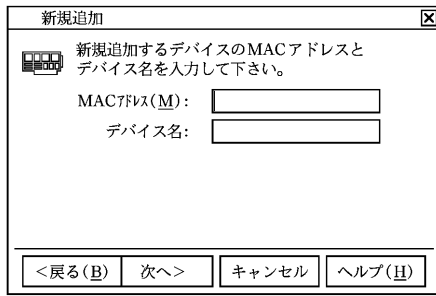 新規追加
新規追加するデバイスのMACアドレスと
デバイス名を入力して下さい。
MACｱﾄﾞﾚｽ(M):
デバイス名:
<戻る(B) 次へ> キャンセル ヘルプ(H)